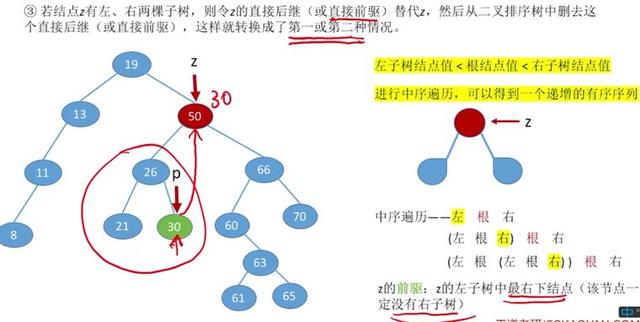 ③ 若结点z有左、右两棵子树，则令z的直接后继（或直接前驱）替代z，然后从二叉排序树中删去这
个直接后继（或直接前驱），这样就转换成了第一或第二种情况。
左子树结点值 < 根结点值 < 右子树结点值
进行中序遍历，可以得到一个递增的有序序列
z
19
50
30
z
13
p
11
26
66
21
30
60
70
8
63
61
65
中序遍历——左 根 右
(左 根 右) 根 右
(左 根 (左 根 右)) 根 右
z的前驱：z的左子树中最右下结点（该节点一
定没有右子树）